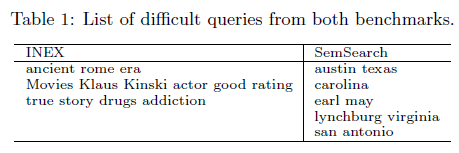 Table 1: List of difficult queries from both benchmarks.
INEX SemSearch
ancient rome era austin texas
Movies Klaus Kinski actor good rating carolina
true story drugs addiction earl may
lynchburg virginia
san antonio